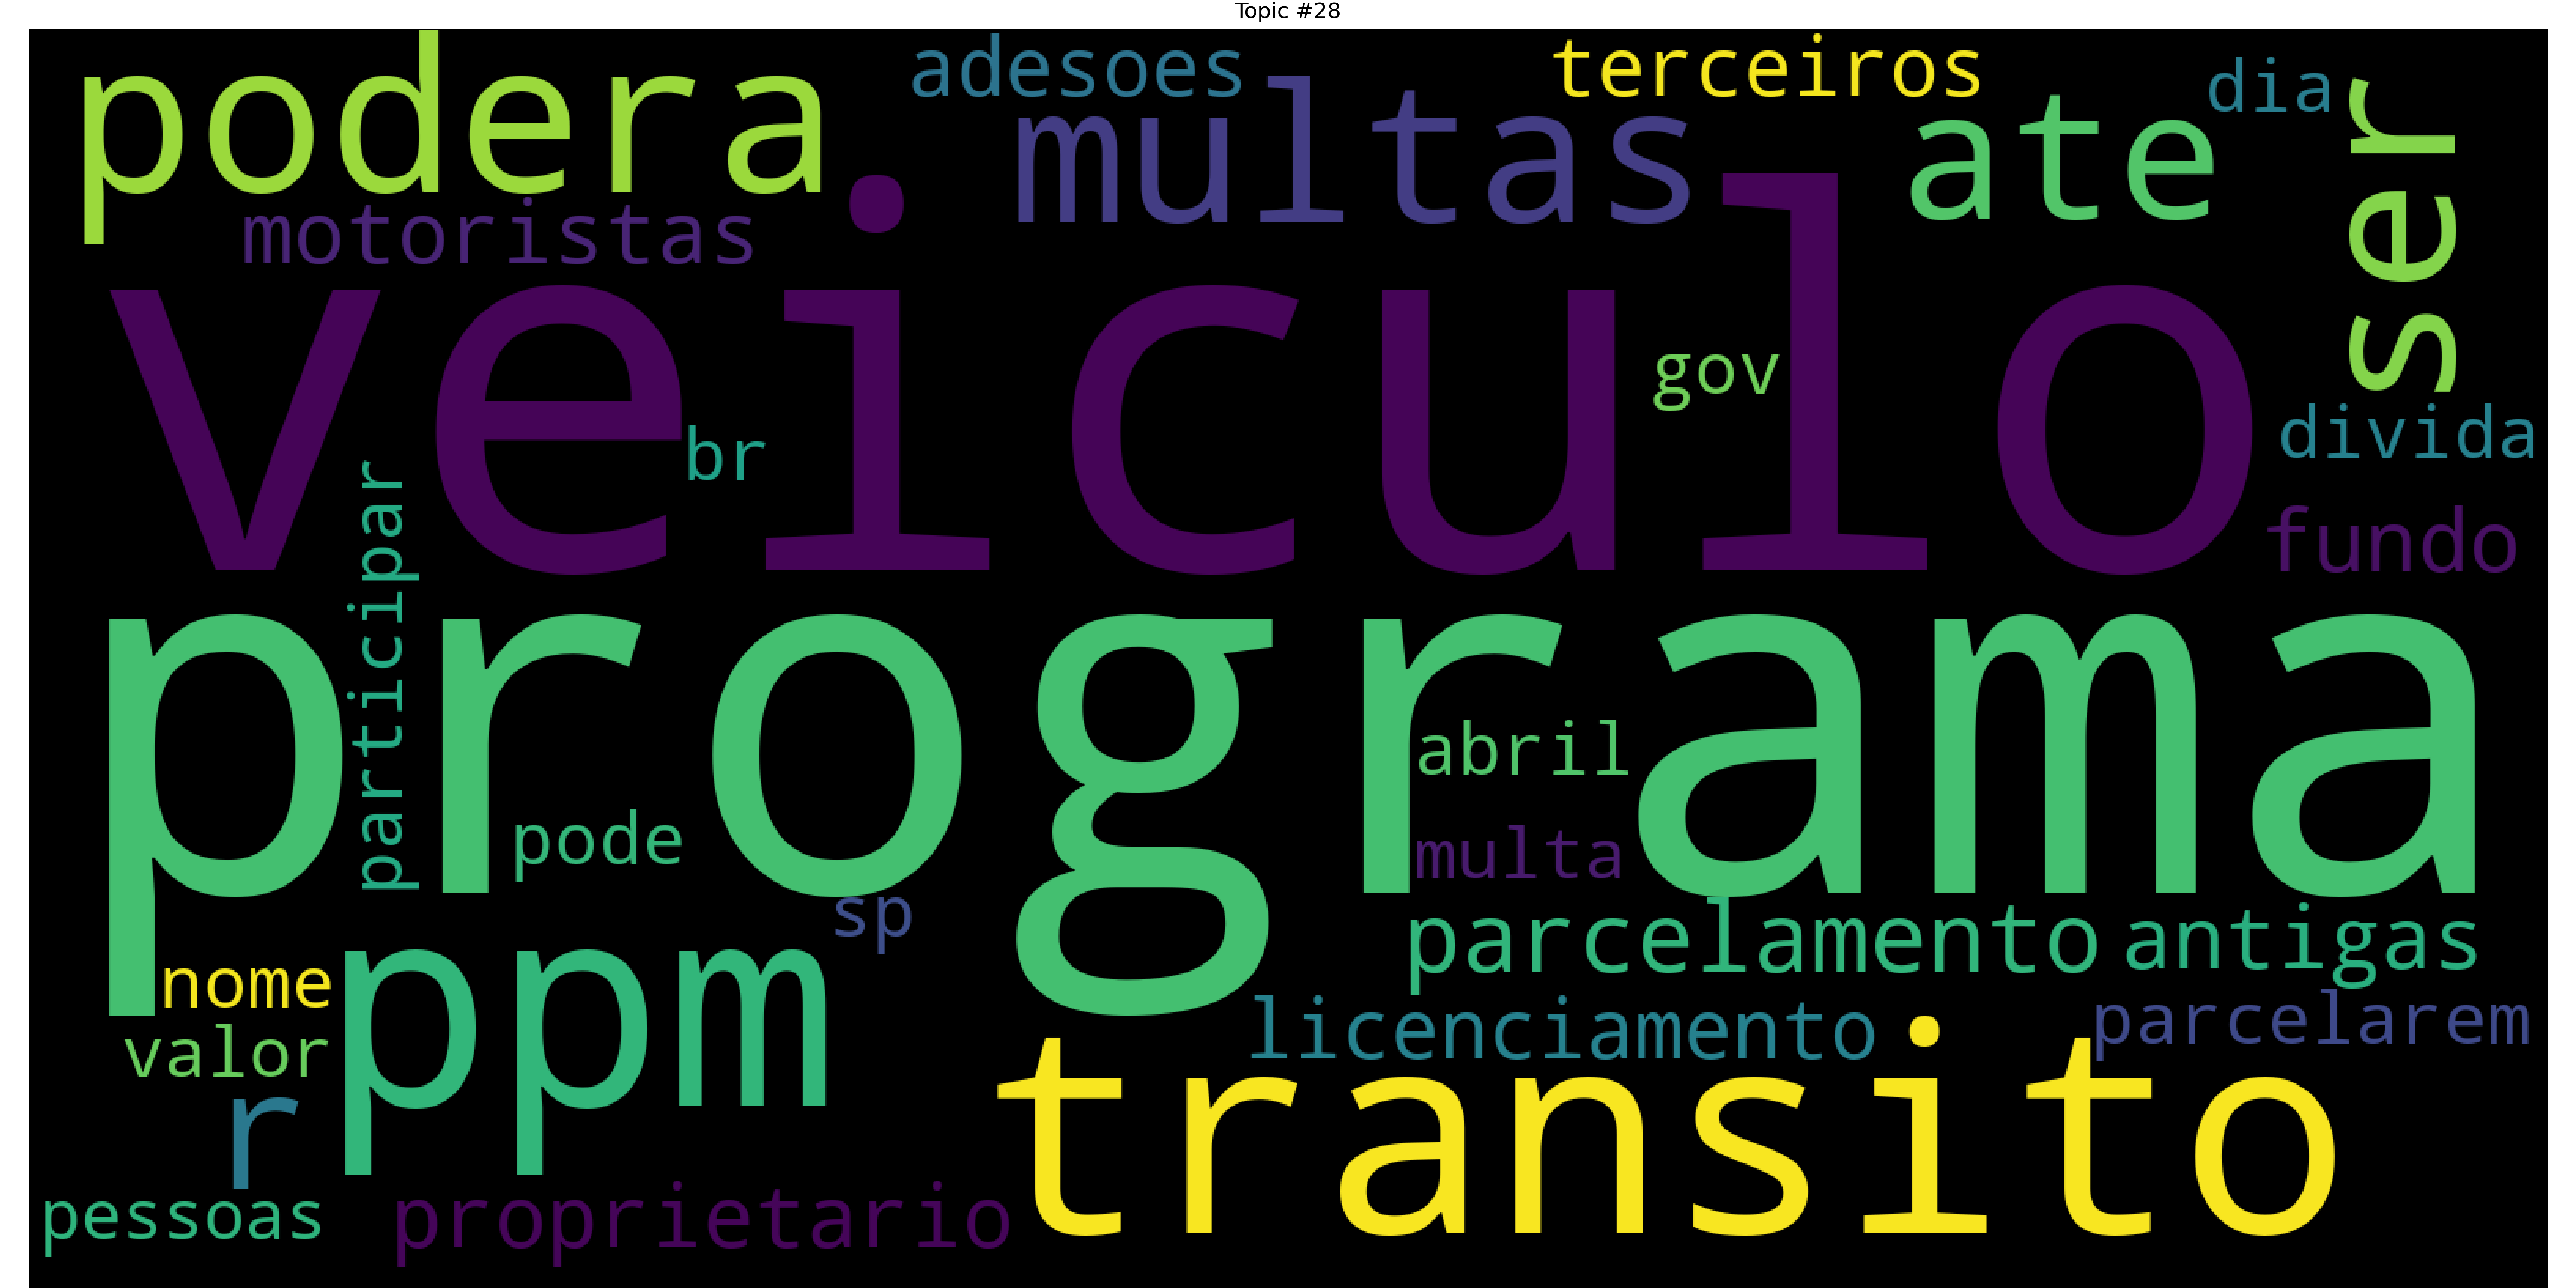 Topic #28
podera
adesoes
terceiros
dia
multas
ate
ser
motoristas
veiculo
gov
br
divida
fundo
participar
programa
abril
pode
multa
sp
parcelamento
antigas
nome
ppm
licenciamento
parcelarem
valor
transito
r
pessoas
proprietario